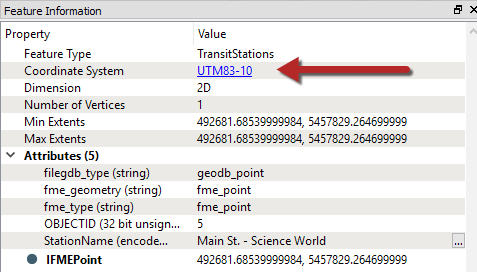 Feature Information
Property Value
Feature Type TransitStations
Coordinate System UTM83-10
Dimension 2D
Number of Vertices 1
Min Extents 492681.68539999984, 5457829.264699999
Max Extents 492681.68539999984, 5457829.264699999
Attributes (5)
filegdb_type (string) geodb_point
fme_geometry (string) fme_point
fme_type (string) fme_point
OBJECTID (32 bit unsign... 5
StationName (encode... Main St. - Science World ...
IFMEPoint 492681.68539999984, 5457829.264699999